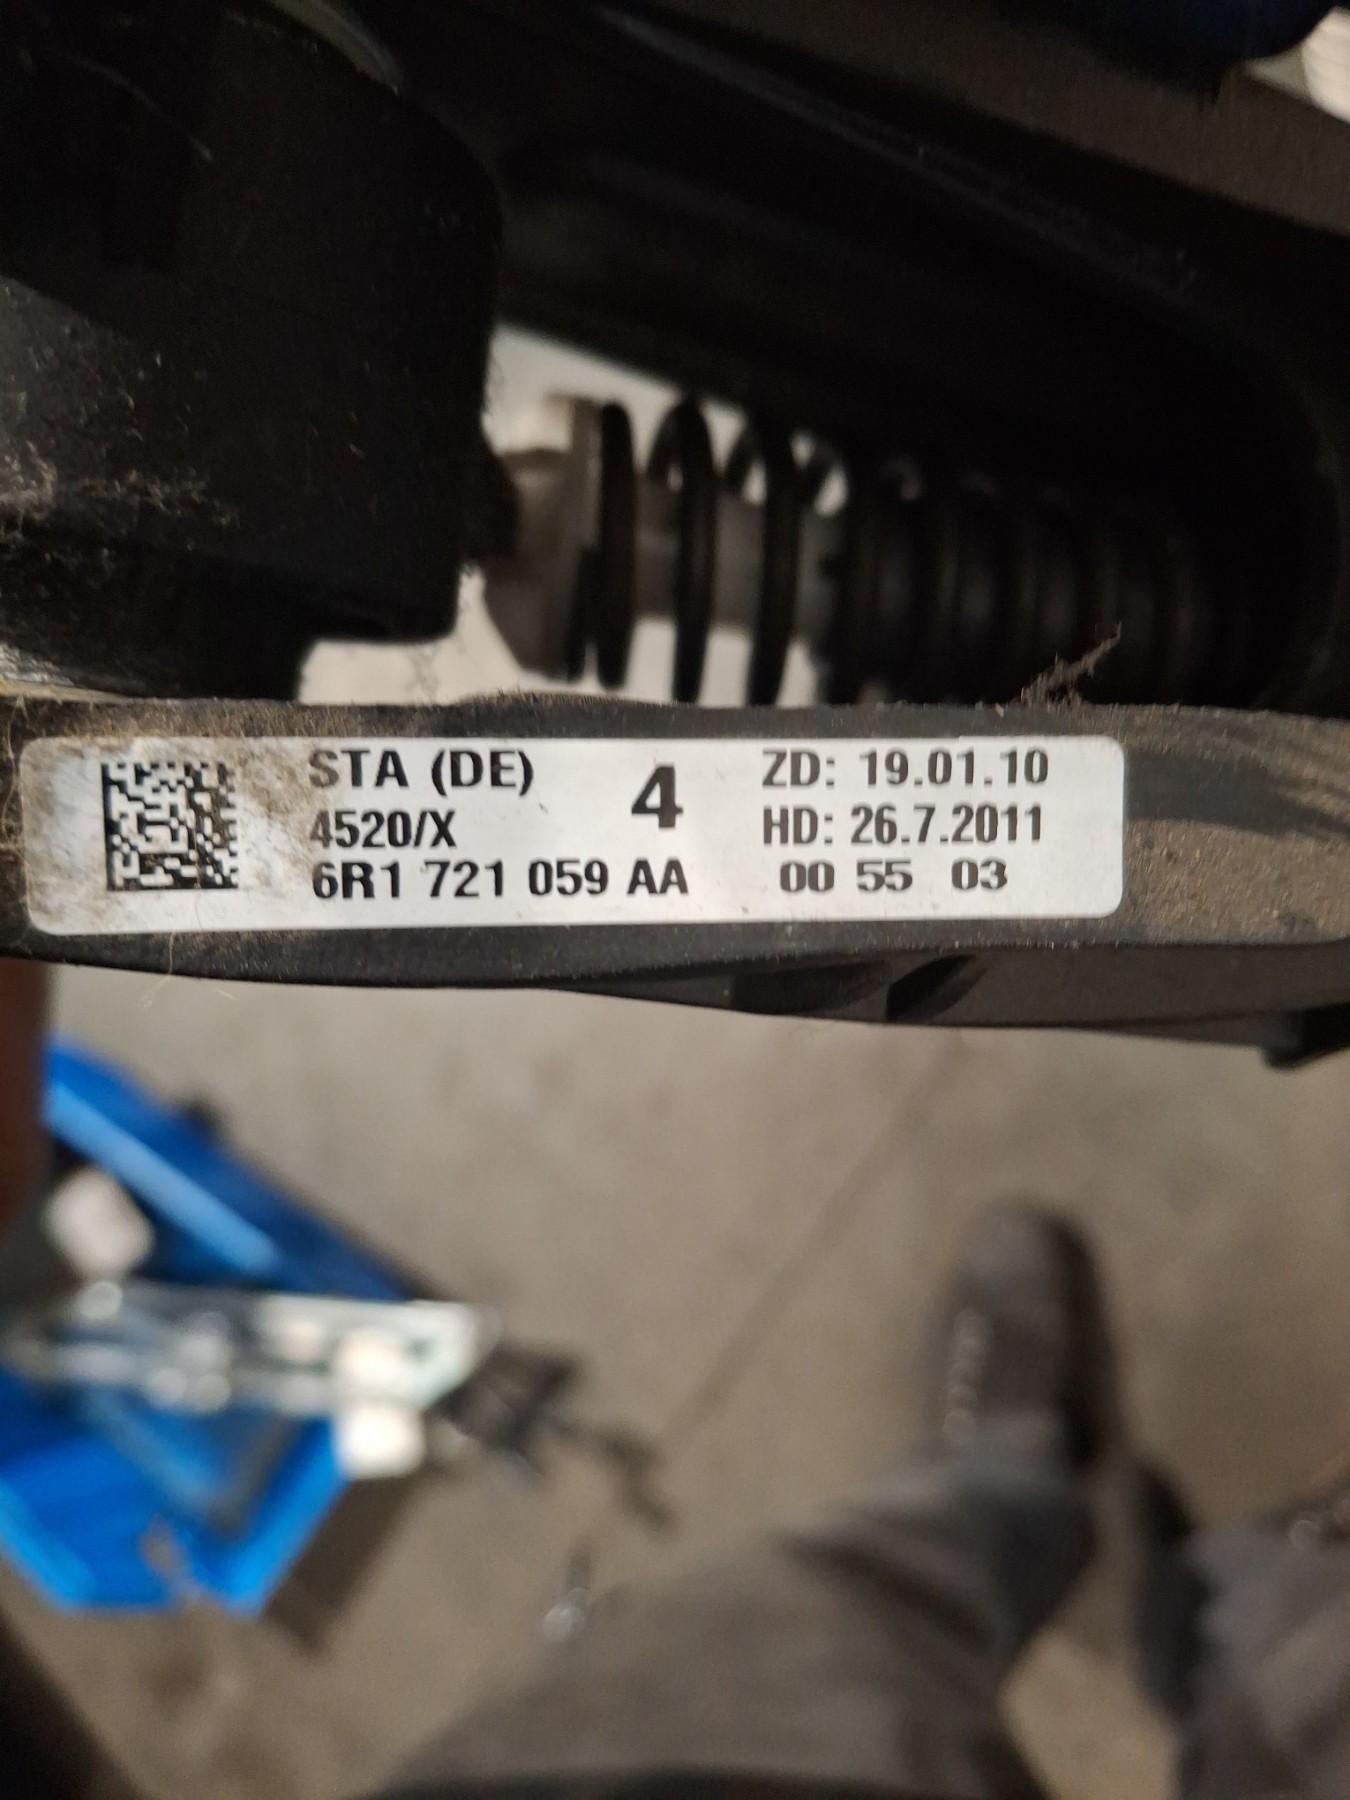 STA (DE)
4520/X
6R1 721 059 AA
4
ZD: 19.01.10
HD: 26.7.2011
00 55 03